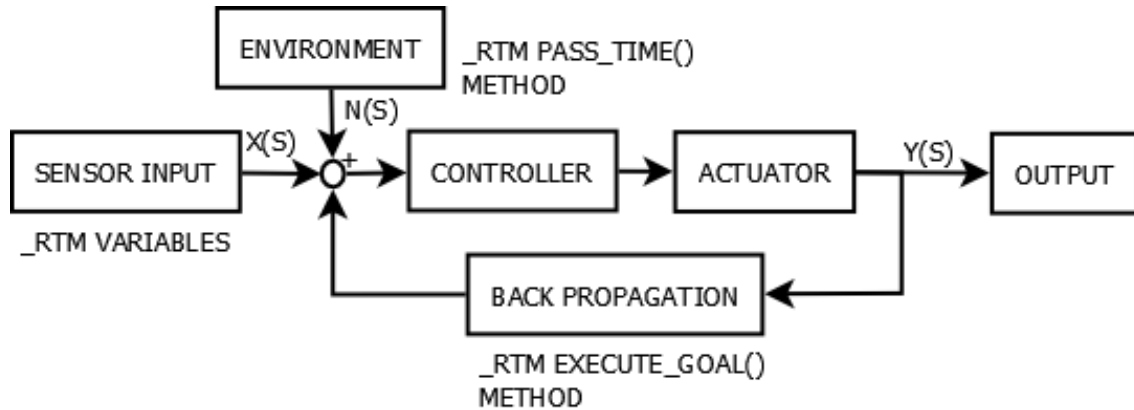 ENVIRONMENT
_RTM PASS_TIME()
METHOD
N(S)
X(S)
+
SENSOR INPUT
CONTROLLER
ACTUATOR
Y(S)
OUTPUT
_RTM VARIABLES
BACK PROPAGATION
_RTM EXECUTE_GOAL()
METHOD